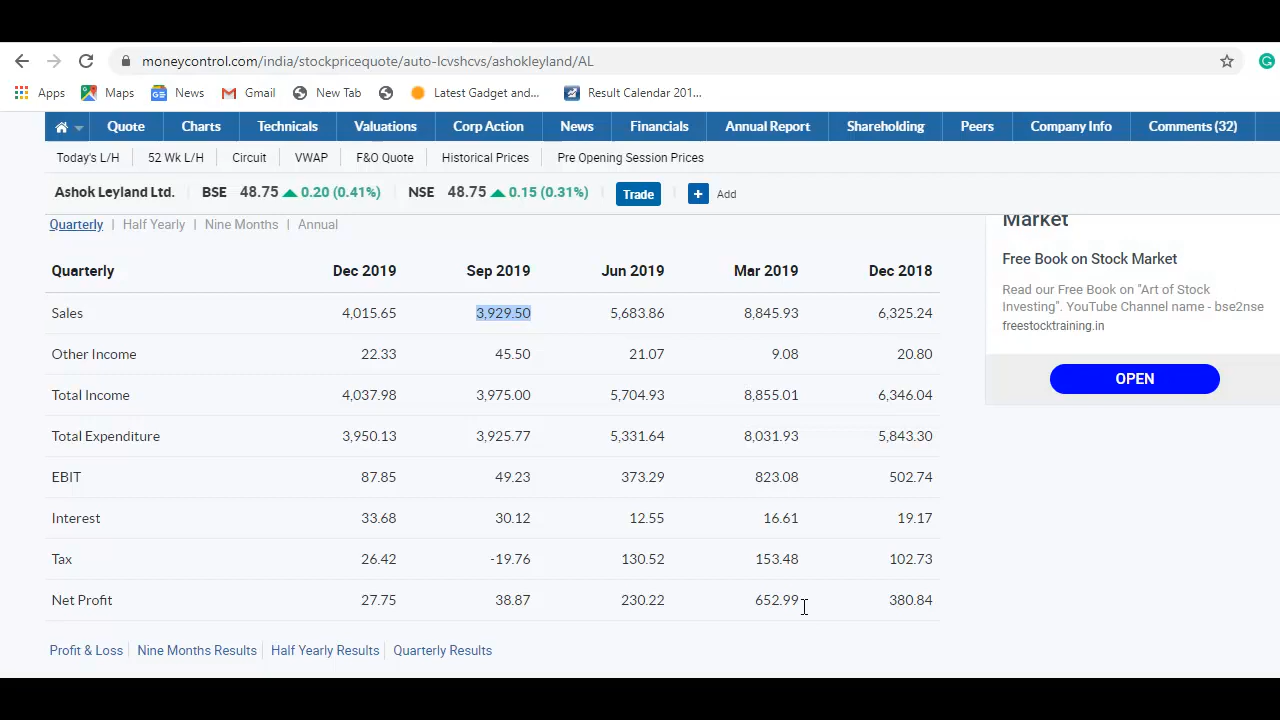 moneycontrol.com/india/stockpricequote/auto-lcvshcvs/ashokleyland/AL
Apps Maps News Gmail New Tab Latest Gadget and... Result Calendar 201...
Quote Charts Technicals Valuations Corp Action News Financials Annual Report Shareholding Peers Company Info Comments (32)
Today's L/H 52 Wk L/H Circuit VWAP F&O Quote Historical Prices Pre Opening Session Prices
Ashok Leyland Ltd. BSE 48.75 0.20 (0.41%) NSE 48.75 0.15 (0.31%) Trade + Add
Quarterly | Half Yearly | Nine Months | Annual
Market
Free Book on Stock Market
Read our Free Book on "Art of Stock
Investing". YouTube Channel name - bse2nse
freestocktraining.in
OPEN
Quarterly Dec 2019 Sep 2019 Jun 2019 Mar 2019 Dec 2018
Sales 4,015.65 3,929.50 5,683.86 8,845.93 6,325.24
Other Income 22.33 45.50 21.07 9.08 20.80
Total Income 4,037.98 3,975.00 5,704.93 8,855.01 6,346.04
Total Expenditure 3,950.13 3,925.77 5,331.64 8,031.93 5,843.30
EBIT 87.85 49.23 373.29 823.08 502.74
Interest 33.68 30.12 12.55 16.61 19.17
Tax 26.42 -19.76 130.52 153.48 102.73
Net Profit 27.75 38.87 230.22 652.99 380.84
Profit & Loss Nine Months Results Half Yearly Results Quarterly Results